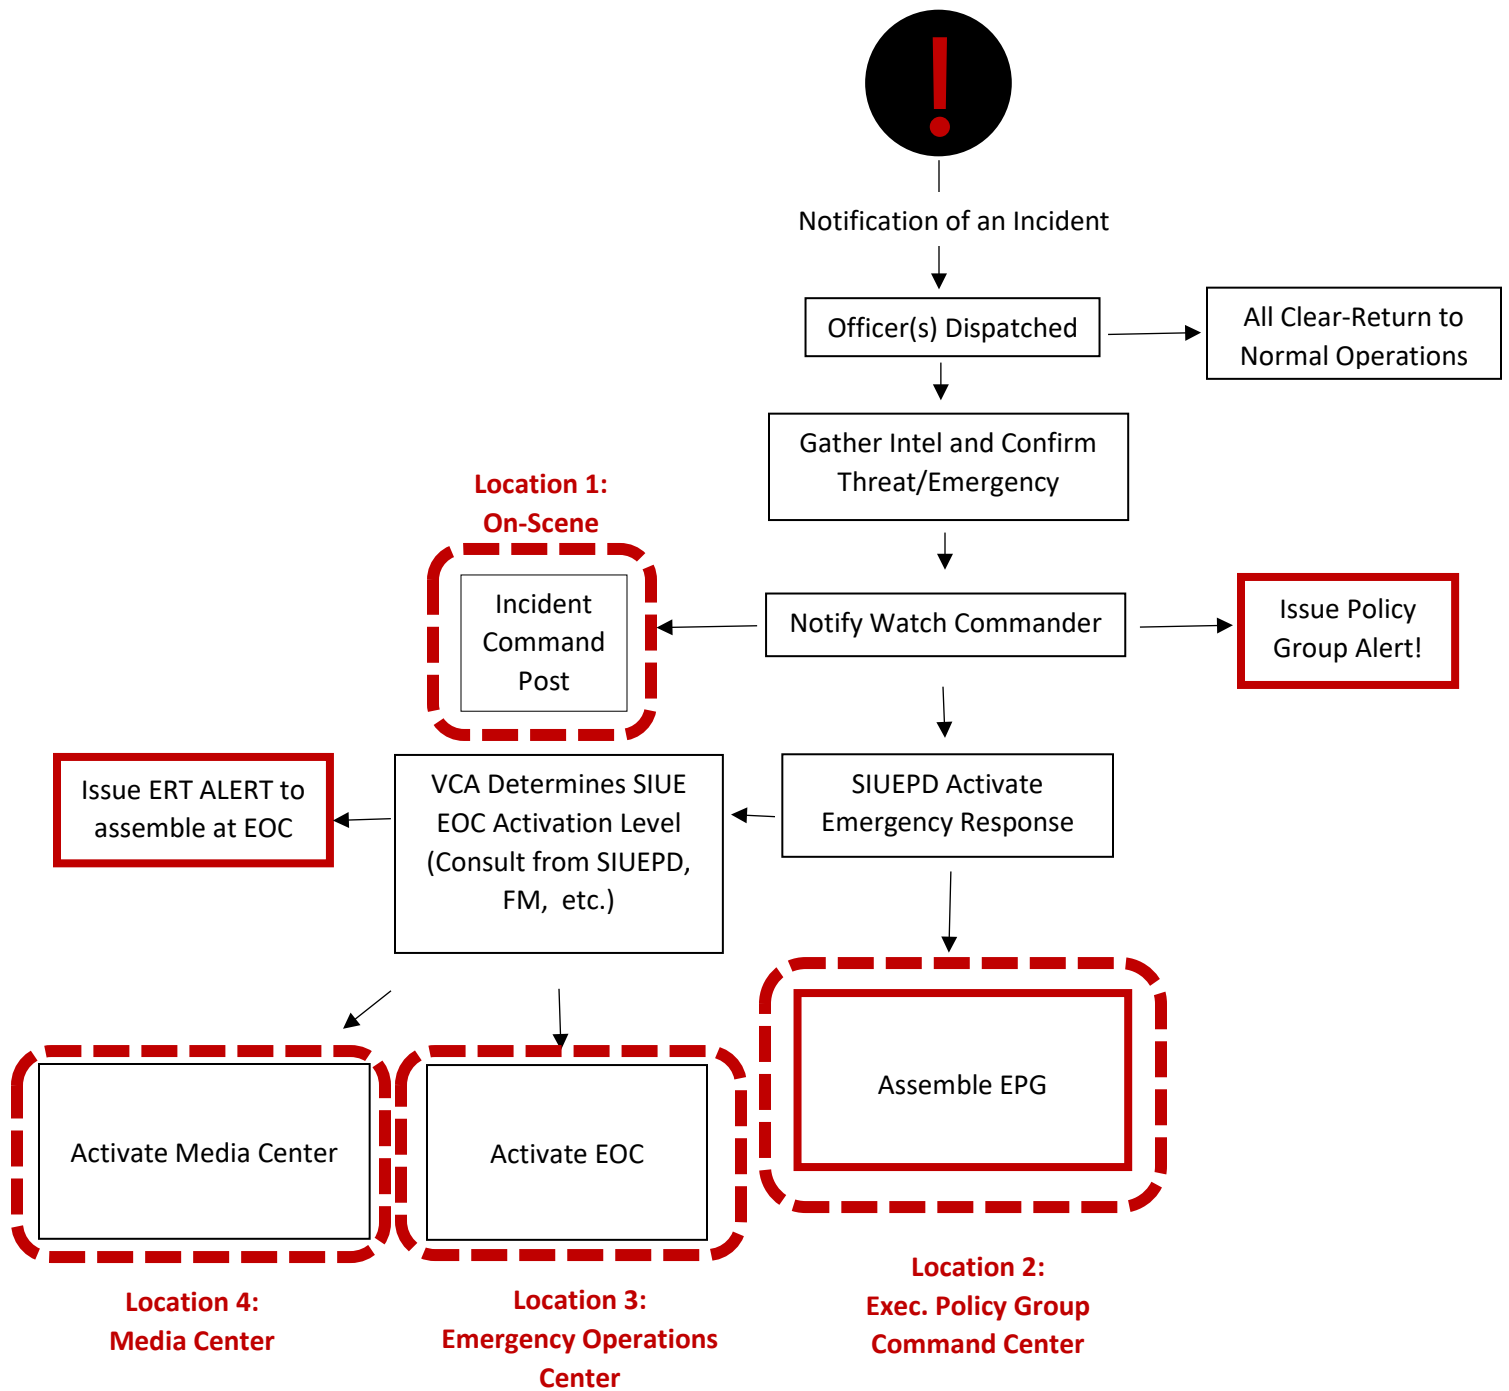 !
Notification of an Incident
Officer(s) Dispatched
All Clear-Return to
Normal Operations
Gather Intel and Confirm
Threat/Emergency
Location 1:
On-Scene
Incident
Command
Post
Notify Watch Commander
Issue Policy
Group Alert!
Issue ERT ALERT to
assemble at EOC
VCA Determines SIUE
EOC Activation Level
(Consult from SIUEPD,
FM,  etc.)
SIUEPD Activate
Emergency Response
Activate Media Center
Activate EOC
Assemble EPG
Location 4:
Media Center
Location 3:
Emergency Operations
Center
Location 2:
Exec. Policy Group
Command Center